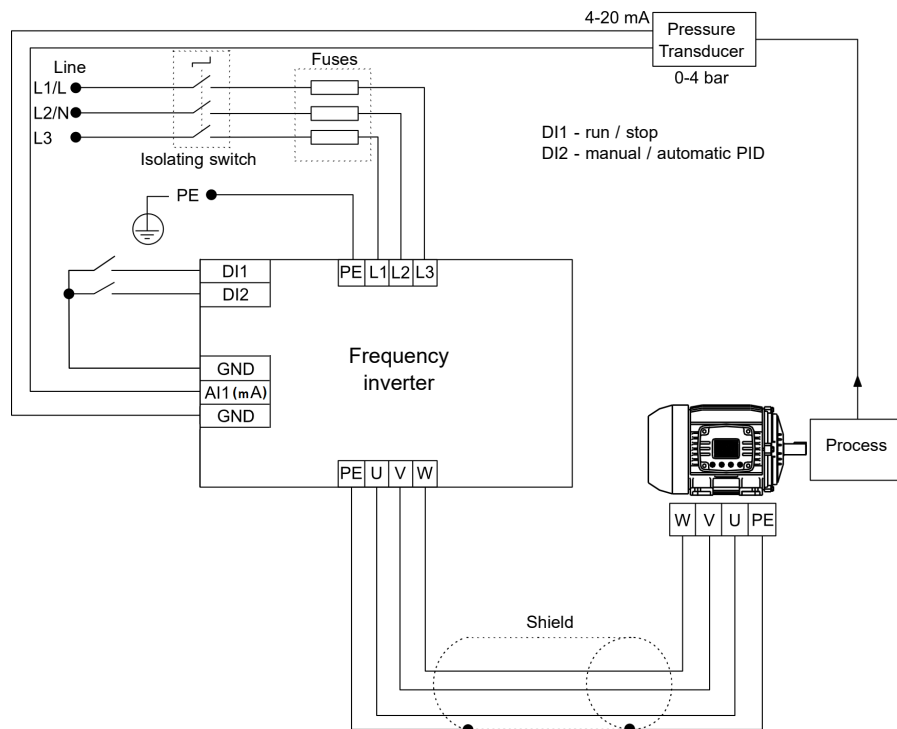 4-20 mA
Pressure
Transducer
0-4 bar
Line
Fuses
L1/L
L2/N
L3
Isolating switch
DI1 - run / stop
DI2 - manual / automatic PID
PE
DI1
DI2
PE L1 L2 L3
Frequency
inverter
GND
AI1 (mA)
GND
PE U V W
Process
W V U PE
Shield